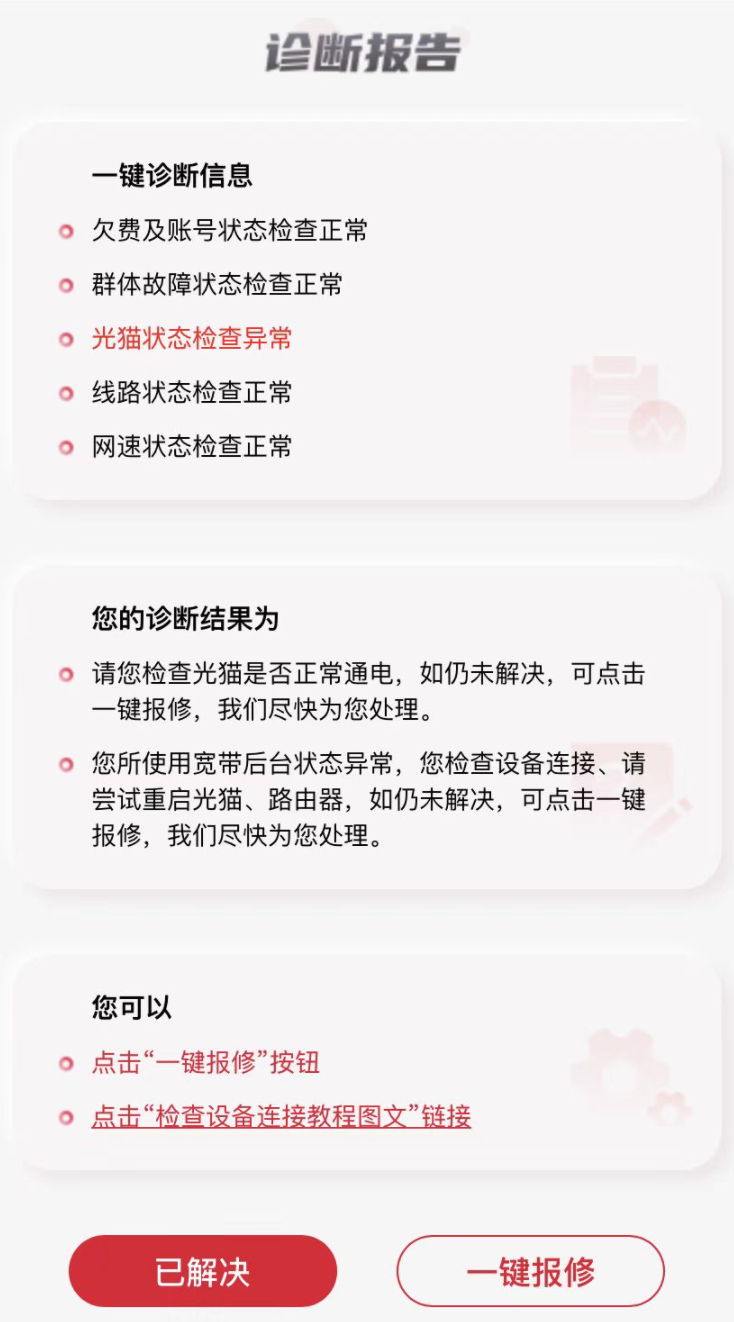 诊断报告
一键诊断信息
欠费及账号状态检查正常
群体故障状态检查正常
光猫状态检查异常
线路状态检查正常
网速状态检查正常
您的诊断结果为
请您检查光猫是否正常通电，如仍未解决，可点击
一键报修，我们尽快为您处理。
您所使用宽带后台状态异常，您检查设备连接、请
尝试重启光猫、路由器，如仍未解决，可点击一键
报修，我们尽快为您处理。
您可以
点击“一键报修”按钮
点击“检查设备连接教程图文”链接
已解决
一键报修